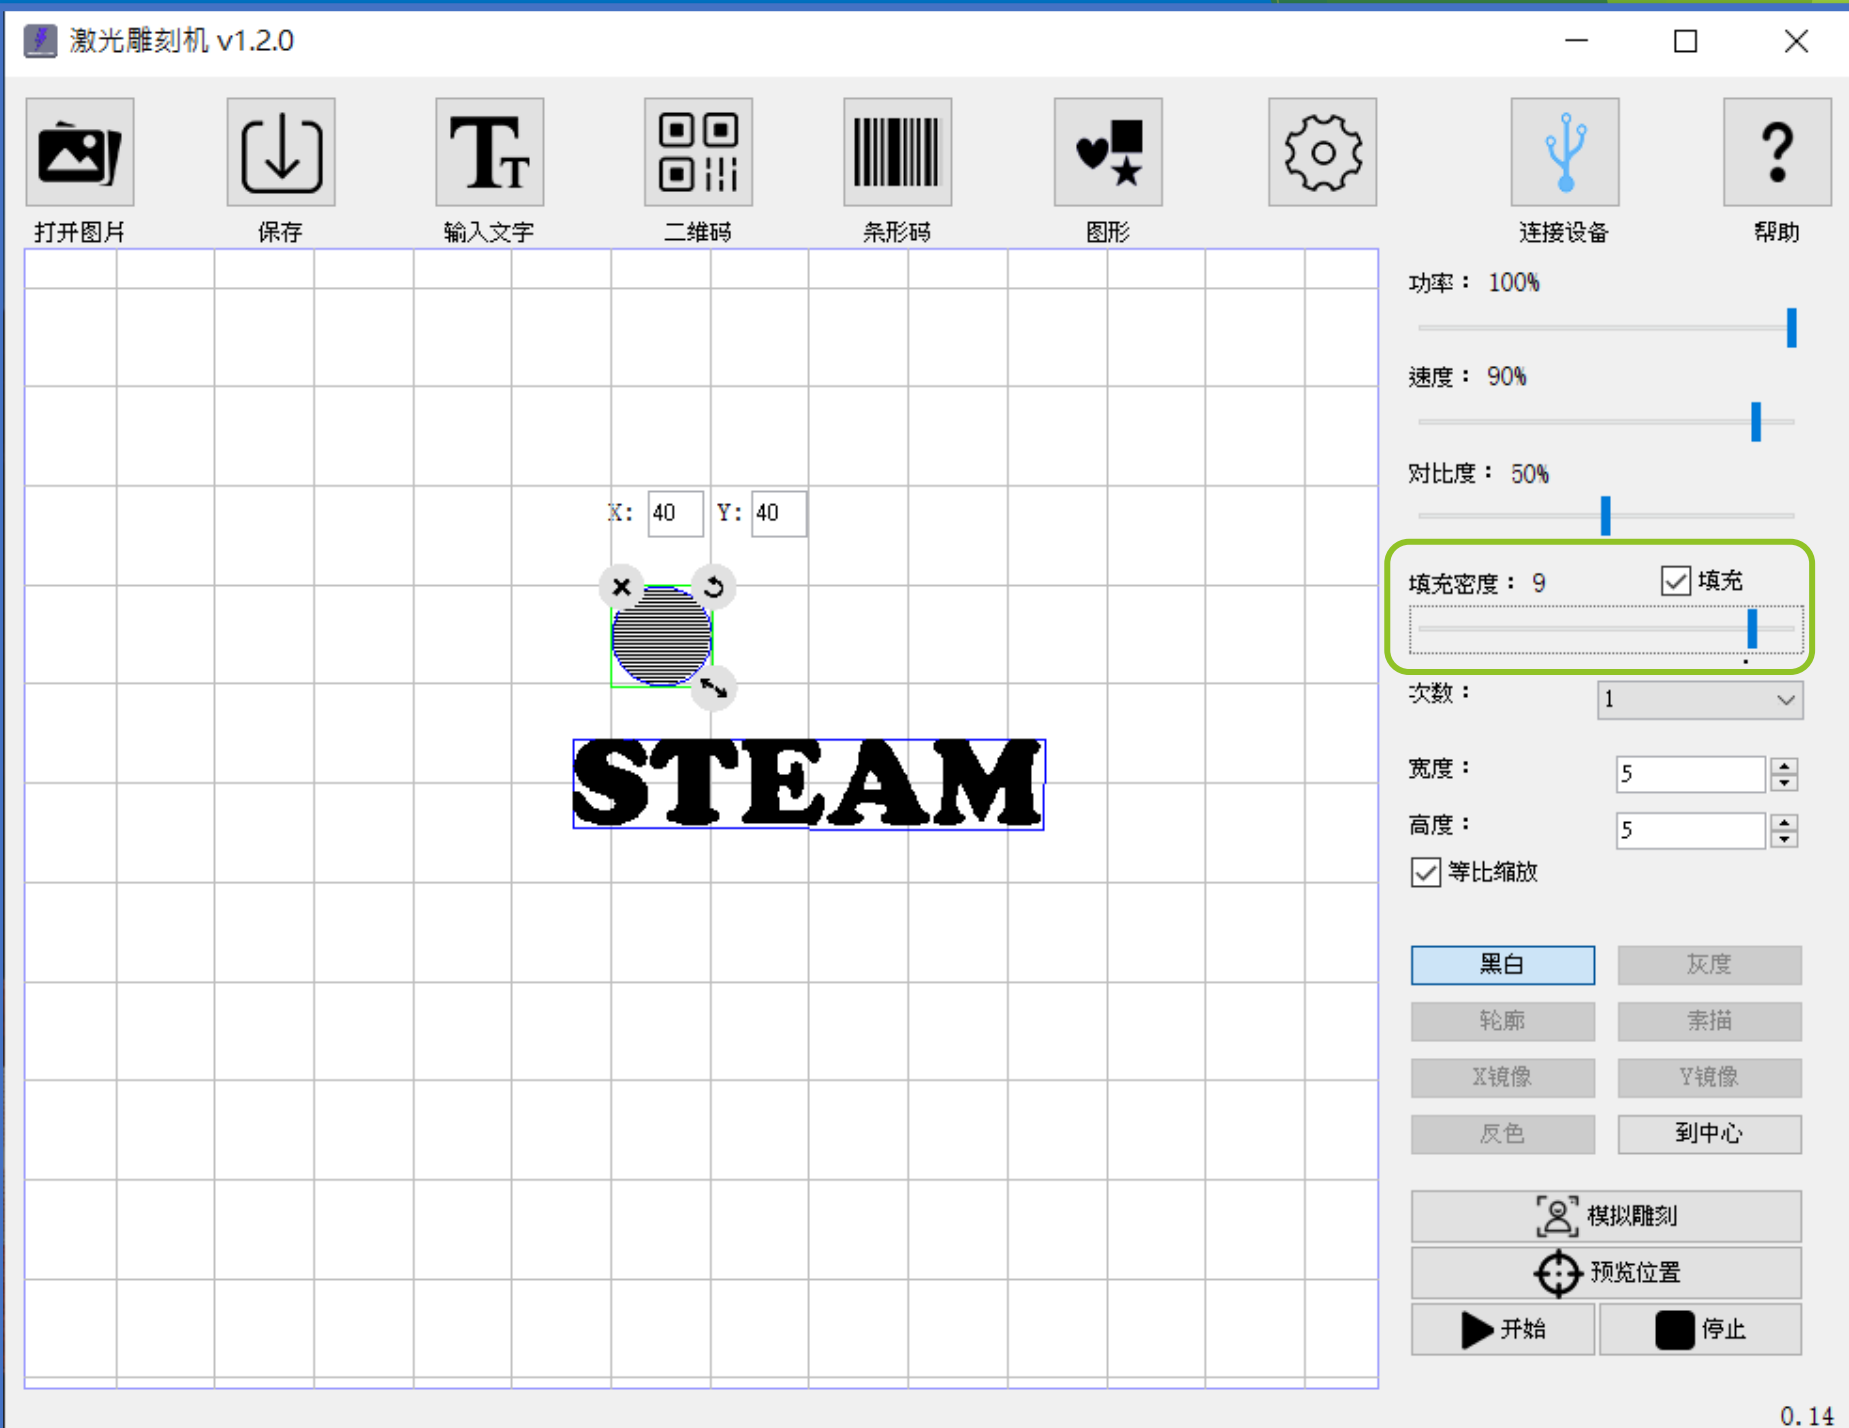 激光雕刻机 v1.2.0
打开图片 保存 输入文字 二维码 条形码 图形 连接设备 帮助
功率： 100%
速度： 90%
对比度： 50%
X: 40 Y: 40
填充密度： 9 填充
次数： 1
STEAM
宽度： 5
高度： 5
等比缩放
黑白 灰度
轮廓 素描
X镜像 Y镜像
反色 到中心
模拟雕刻
预览位置
开始 停止
0.14